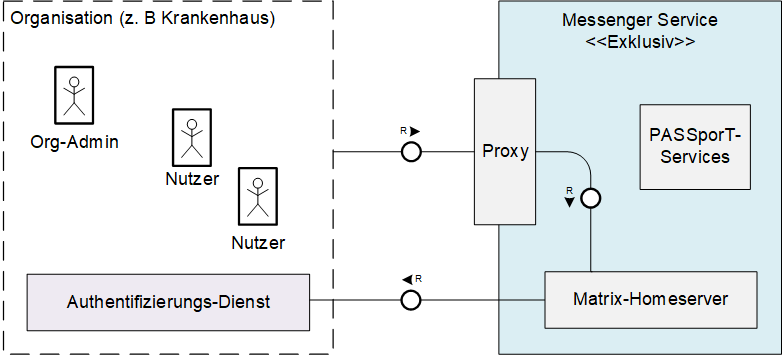 Organisation (z. B Krankenhaus)
Messenger Service
<<Exklusiv>>
Org-Admin
Nutzer
Nutzer
R
Proxy
R
PASSporT-
Services
Authentifizierungs-Dienst
R
Matrix-Homeserver